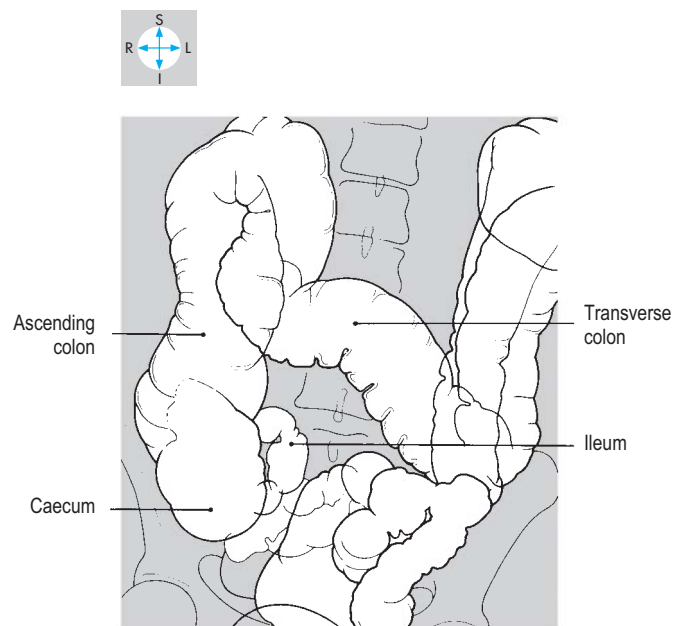 S
R L
I
Ascending
colon
Transverse
colon
Ileum
Caecum